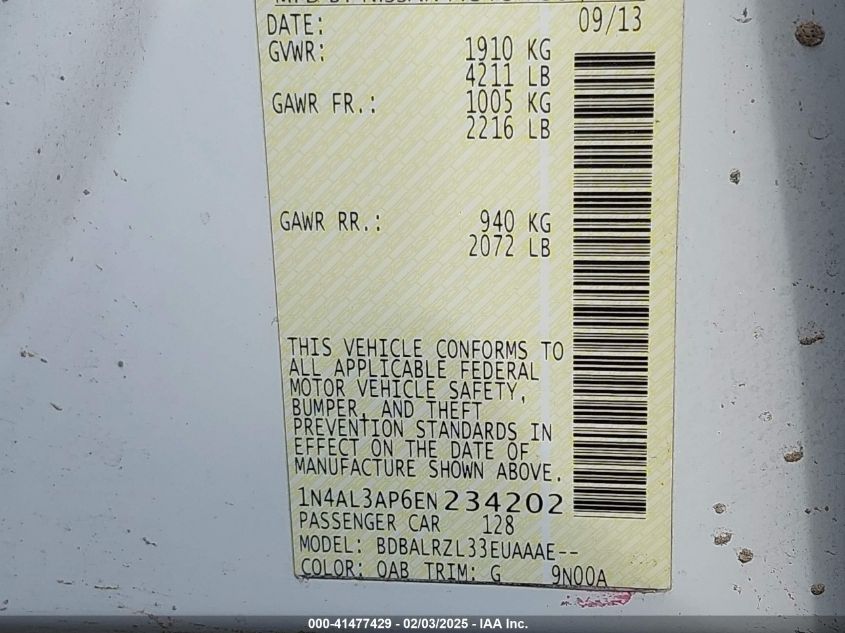 DATE: 09/13
GVWR: 1910 KG
4211 LB
GAWR FR.: 1005 KG
2216 LB
GAWR RR.: 940 KG
2072 LB
THIS VEHICLE CONFORMS TO
ALL APPLICABLE FEDERAL
MOTOR VEHICLE SAFETY,
BUMPER, AND THEFT
PREVENTION STANDARDS IN
EFFECT ON THE DATE OF
MANUFACTURE SHOWN ABOVE.
1N4AL3AP6EN234202
PASSENGER CAR 128
MODEL: BDBALRZL33EUAAAE--
COLOR: QAB TRIM: G 9N00A
000-41477429 - 02/03/2025 - IAA Inc.